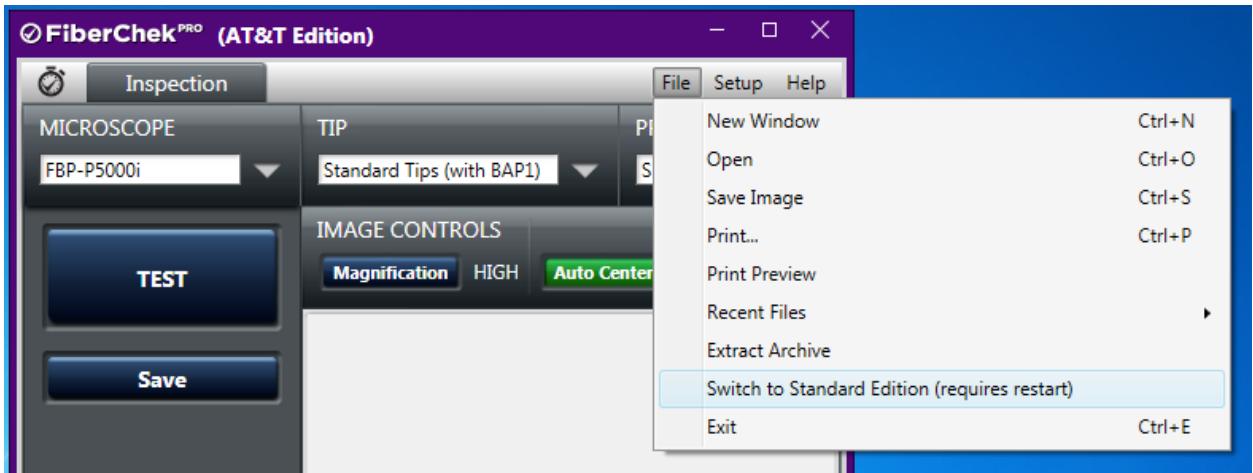 FiberChekPRO (AT&T Edition)
Inspection
File Setup Help
MICROSCOPE
TIP
FBP-P5000i
Standard Tips (with BAP1)
IMAGE CONTROLS
Magnification HIGH Auto Center
TEST
Save
New Window Ctrl+N
Open Ctrl+O
Save Image Ctrl+S
Print... Ctrl+P
Print Preview
Recent Files
Extract Archive
Switch to Standard Edition (requires restart)
Exit Ctrl+E